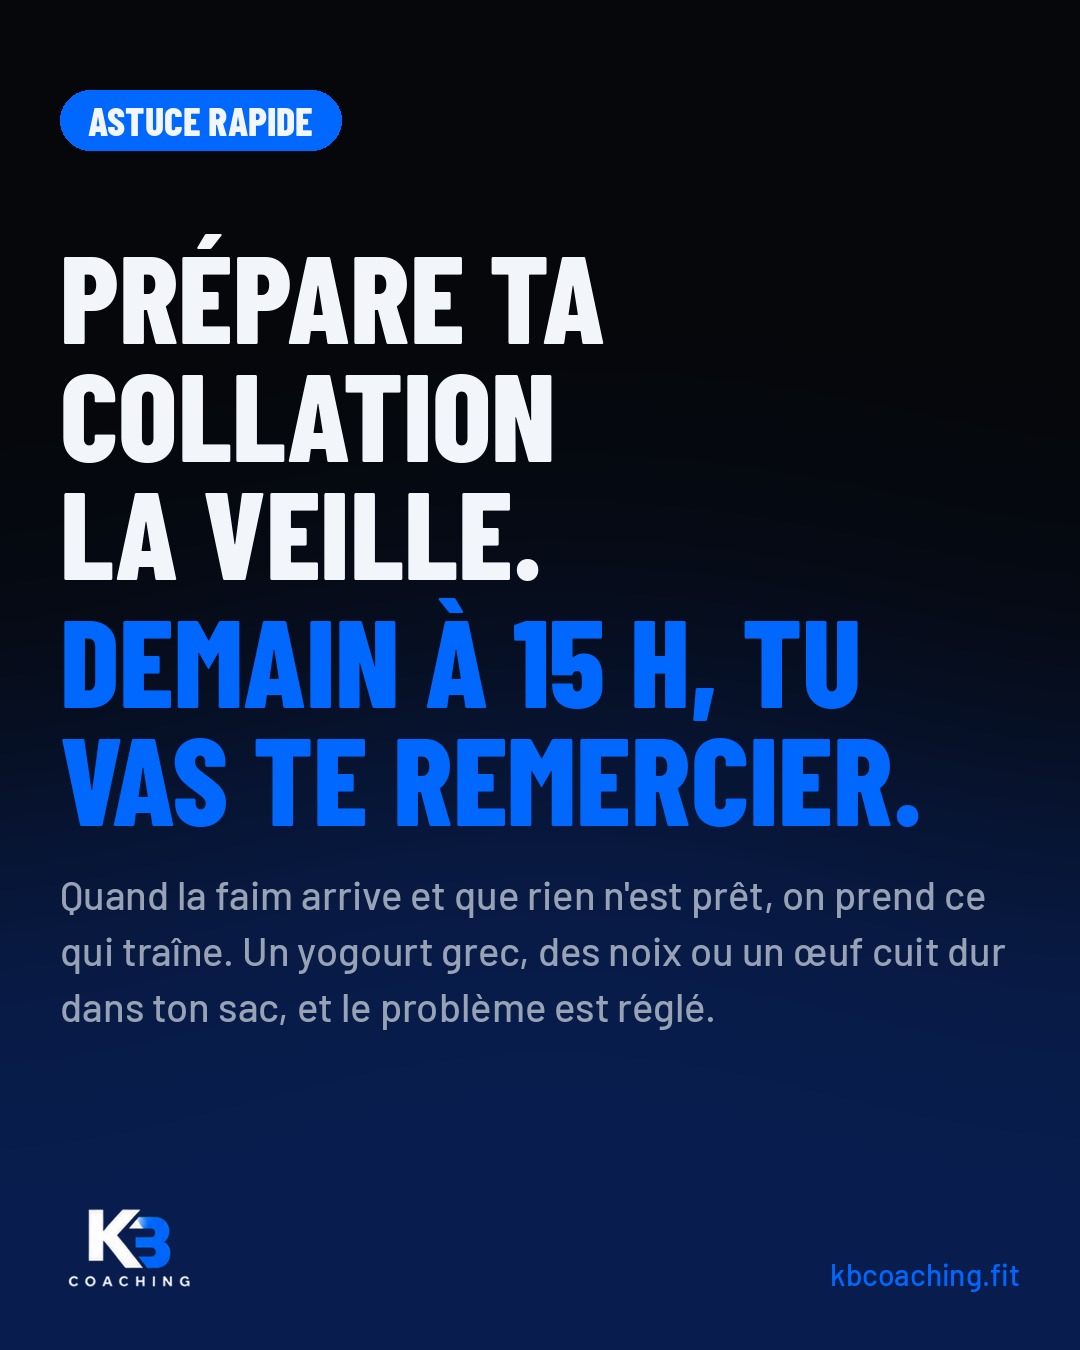 ASTUCE RAPIDE
PRÉPARE TA
COLLATION
LA VEILLE.
DEMAIN À 15 H, TU
VAS TE REMERCIER.
Quand la faim arrive et que rien n'est prêt, on prend ce
qui traîne. Un yogourt grec, des noix ou un œuf cuit dur
dans ton sac, et le problème est réglé.
KB
COACHING
kbcoaching.fit